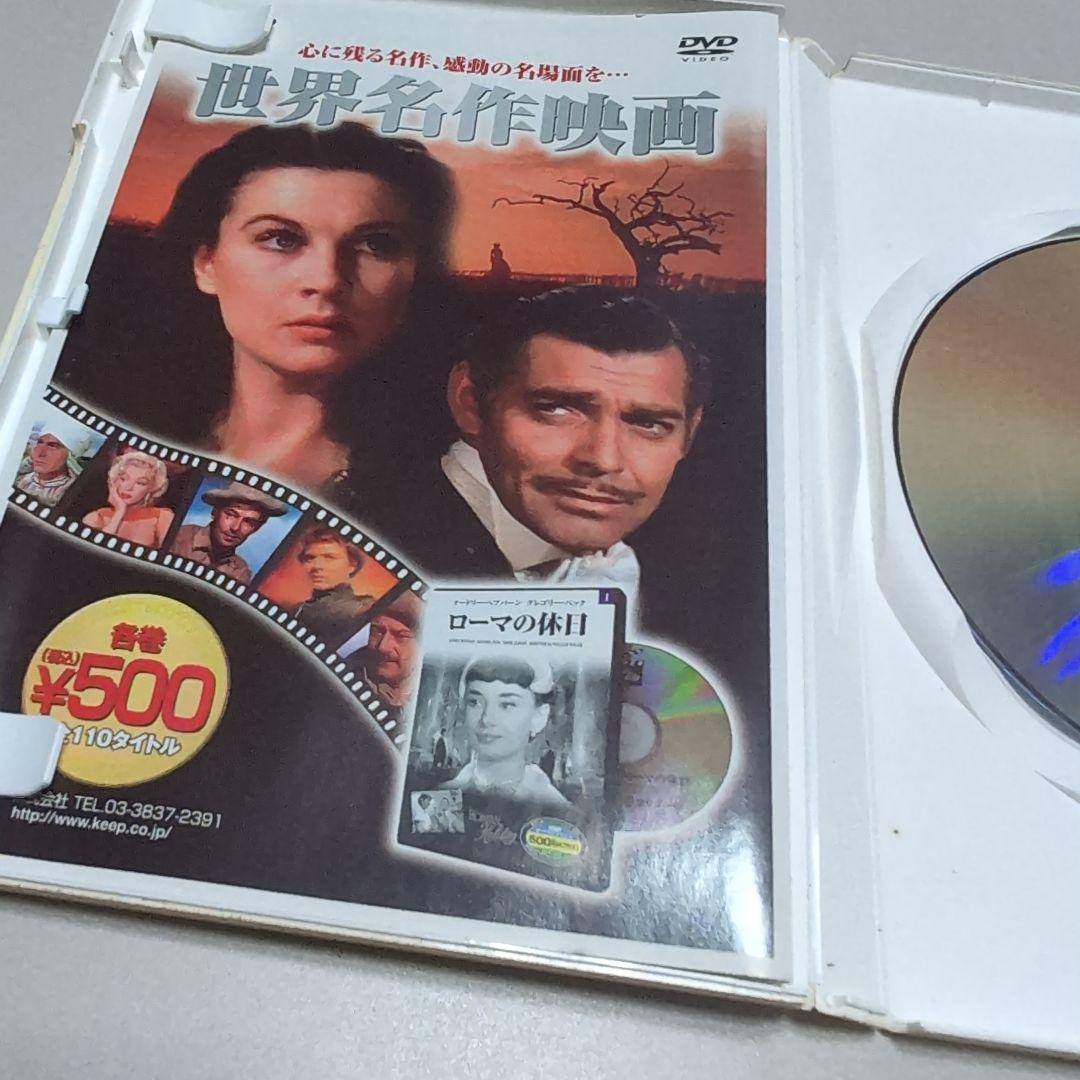 心に残る名作、感動の名場面を…
DVD
VIDEO
世界名作映画
オードリー・ヘプバーン グレゴリー・ペック
1
ローマの休日
各巻
(税込)
¥500
110タイトル
会社 TEL.03-3837-2391
http://www.keep.co.jp/